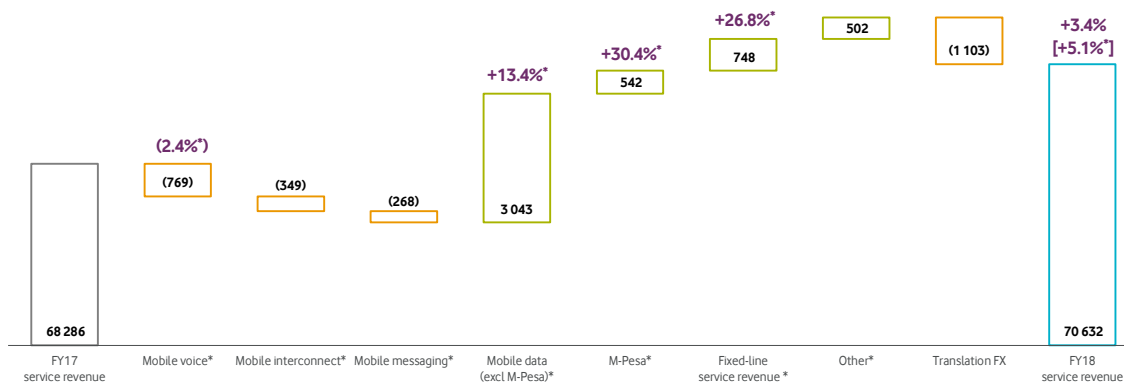 +26.8%*
502
+3.4%
[+5.1%*]
(1 103)
748
+30.4%*
542
+13.4%*
(2.4%*)
(769)
(349)
(268)
3 043
68 286
70 632
FY17
service revenue
Mobile voice*
Mobile interconnect*
Mobile messaging*
Mobile data
(excl M-Pesa)*
M-Pesa*
Fixed-line
service revenue *
Other*
Translation FX
FY18
service revenue